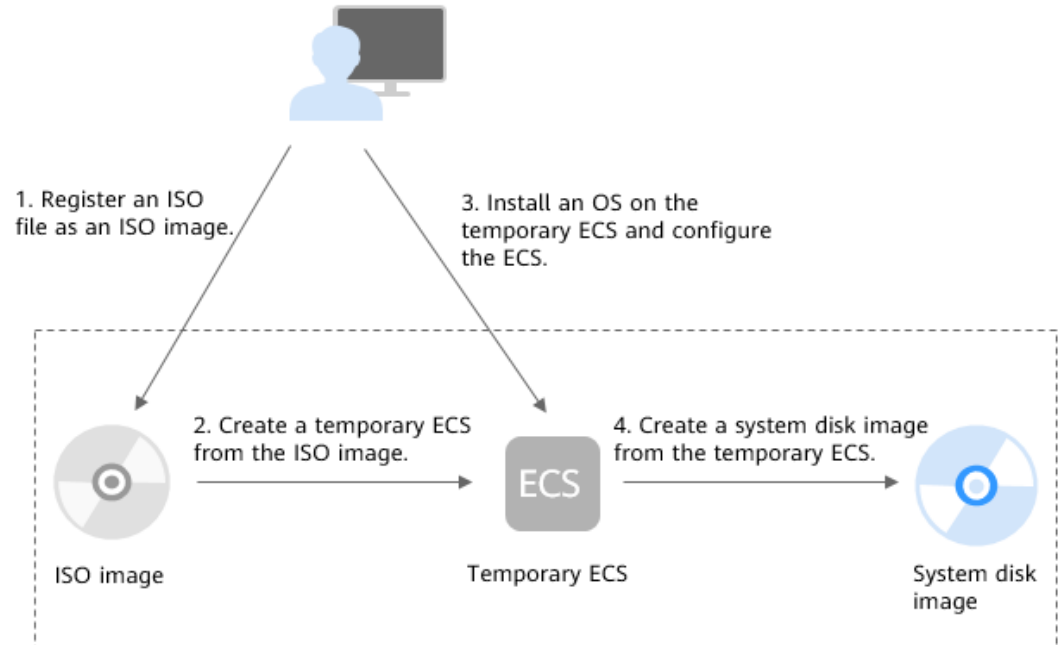 1. Register an ISO
file as an ISO image.
3. Install an OS on the
temporary ECS and configure
the ECS.
2. Create a temporary ECS
from the ISO image.
4. Create a system disk image
from the temporary ECS.
ECS
ISO image
Temporary ECS
System disk
image